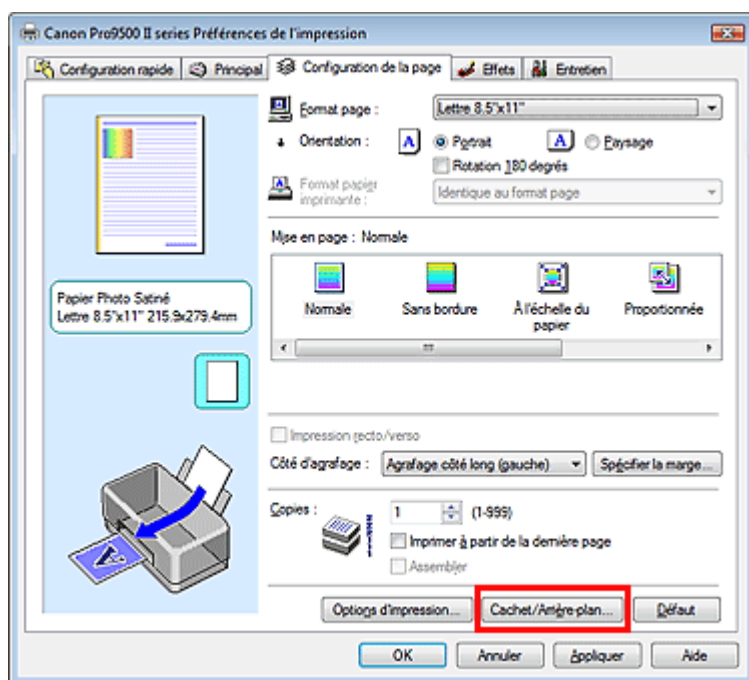 Canon Pro9500 II series Préférences de l'impression
Configuration rapide Principal Configuration de la page Effets Entretien
Format page : Lettre 8.5"x11"
Orientation : A Portrait A Paysage
Rotation 180 degrés
Format papier imprimante : Identique au format page
Mise en page : Normale
Normale Sans bordure À l'échelle du papier Proportionnée
Papier Photo Satiné
Lettre 8.5"x11" 215.9x279.4mm
Impression recto/verso
Côté d'agrafage : Agrafage côté long (gauche) Spécifier la marge...
Copies : 1 (1-999)
Imprimer à partir de la dernière page
Assembler
Options d'impression... Cachet/Arrière-plan... Défaut
OK Annuler Appliquer Aide